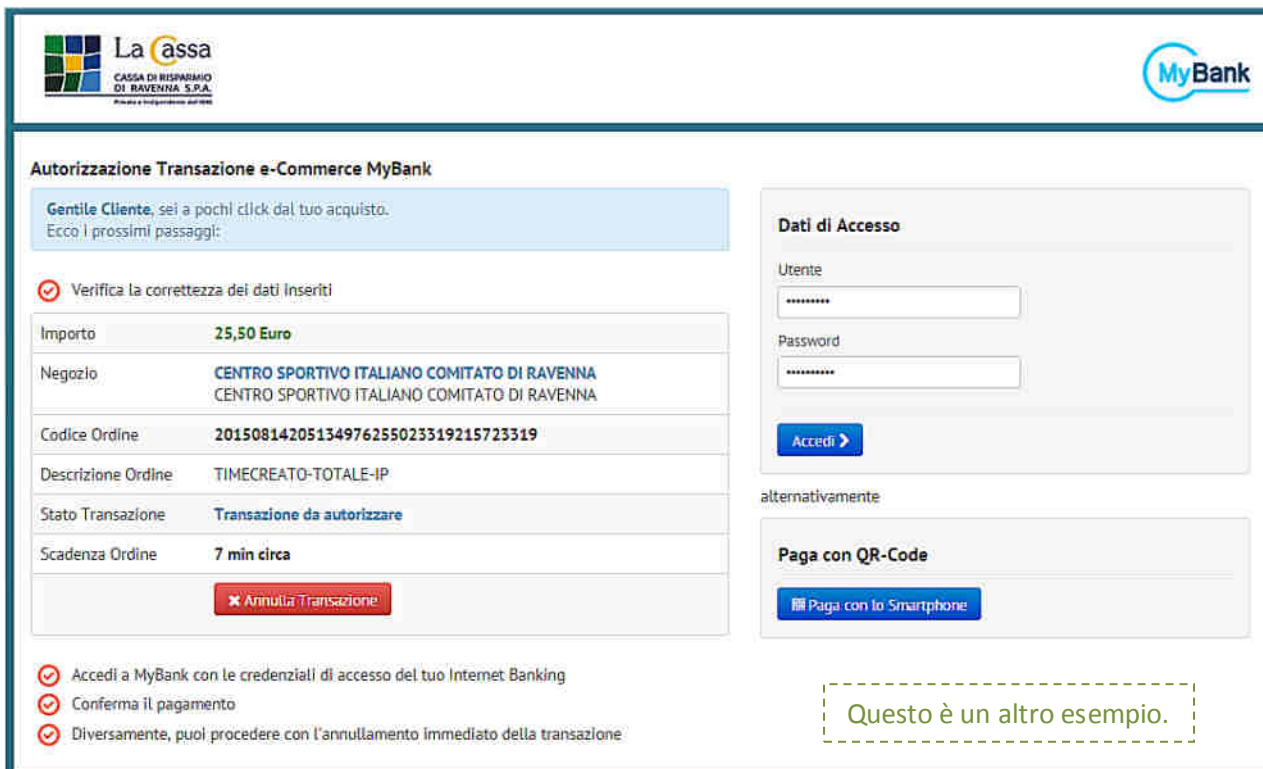 La Cassa
CASSA DI RISPARMIO
DI RAVENNA S.P.A.
Privata e Indipendente dal 1840
MyBank
Autorizzazione Transazione e-Commerce MyBank
Gentile Cliente, sei a pochi click dal tuo acquisto.
Ecco i prossimi passaggi:
Verifica la correttezza dei dati inseriti
Importo 25,50 Euro
Negozio CENTRO SPORTIVO ITALIANO COMITATO DI RAVENNA
CENTRO SPORTIVO ITALIANO COMITATO DI RAVENNA
Codice Ordine 20150814205134976255023319215723319
Descrizione Ordine TIMECREATO-TOTALE-IP
Stato Transazione Transazione da autorizzare
Scadenza Ordine 7 min circa
Annulla Transazione
Accedi a MyBank con le credenziali di accesso del tuo Internet Banking
Conferma il pagamento
Diversamente, puoi procedere con l'annullamento immediato della transazione
Dati di Accesso
Utente
•••••••••
Password
••••••••••
Accedi
alternativamente
Paga con QR-Code
Paga con lo Smartphone
Questo è un altro esempio.